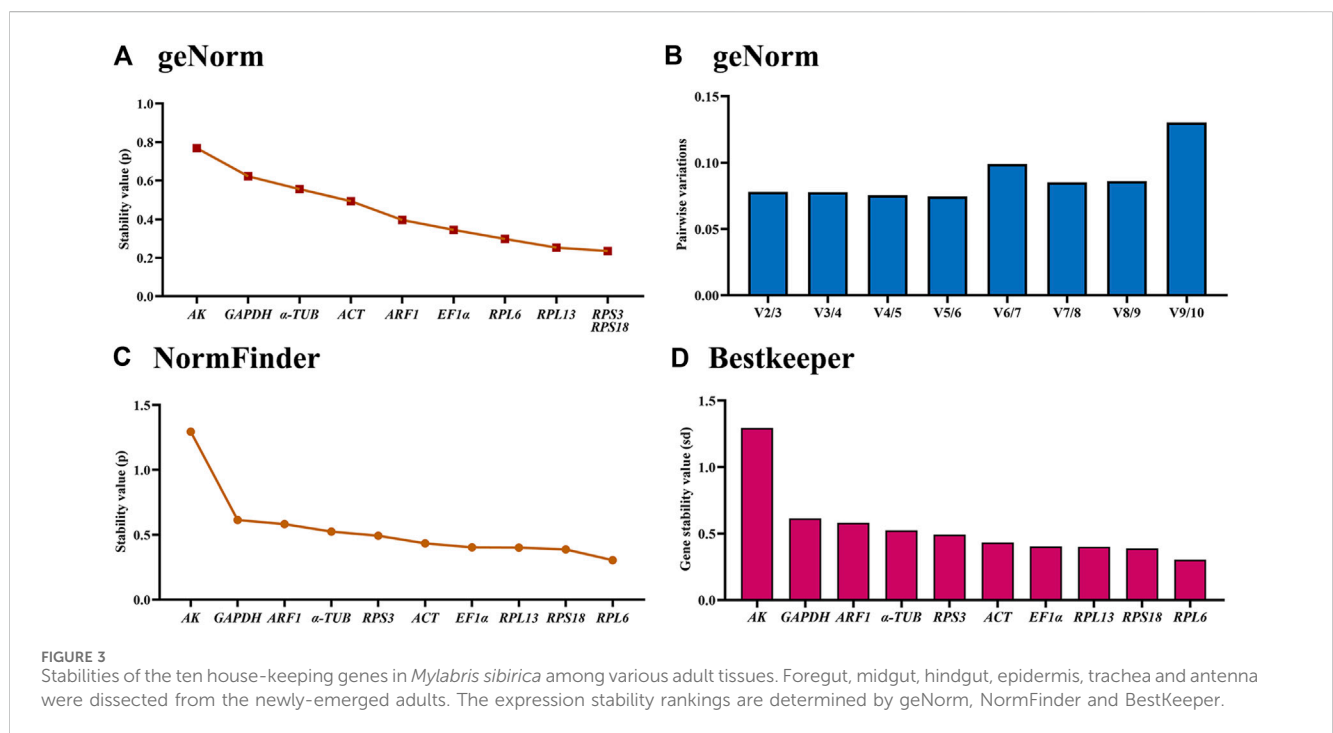 A geNorm
Stability value (p)
1.0
0.8
0.6
0.4
0.2
0.0
AK GAPDH α-TUB ACT ARF1 EF1α RPL6 RPL13 RPS3
RPS18
B geNorm
Pairwise variations
0.15
0.10
0.05
0.00
V2/3 V3/4 V4/5 V5/6 V6/7 V7/8 V8/9 V9/10
C NormFinder
Stability value (p)
1.5
1.0
0.5
0.0
AK GAPDH ARF1 α-TUB RPS3 ACT EF1α RPL13 RPS18 RPL6
D Bestkeeper
Gene stability value (sd)
1.5
1.0
0.5
0.0
AK GAPDH ARF1 α-TUB RPS3 ACT EF1α RPL13 RPS18 RPL6
FIGURE 3
Stabilities of the ten house-keeping genes in Mylabris sibirica among various adult tissues. Foregut, midgut, hindgut, epidermis, trachea and antenna
were dissected from the newly-emerged adults. The expression stability rankings are determined by geNorm, NormFinder and BestKeeper.